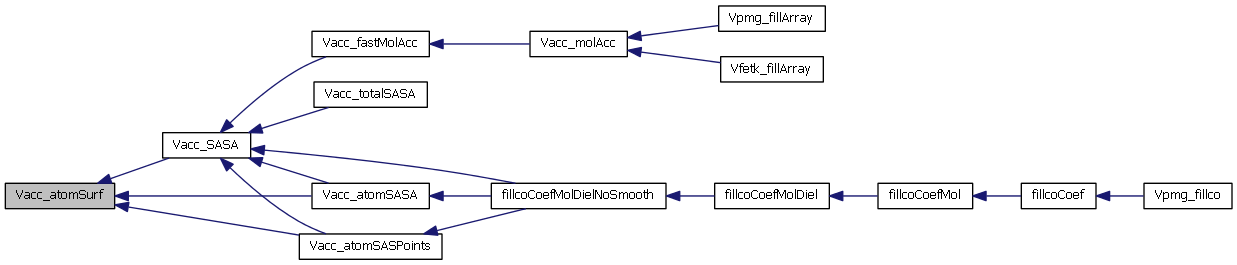 Vpmg_fillArray
Vacc_fastMolAcc
Vacc_molAcc
Vfetk_fillArray
Vacc_totalSASA
Vacc_SASA
Vacc_atomSurf
Vacc_atomSASA
fillcoCoefMolDielNoSmooth
fillcoCoefMolDiel
fillcoCoefMol
fillcoCoef
Vpmg_fillco
Vacc_atomSASPoints